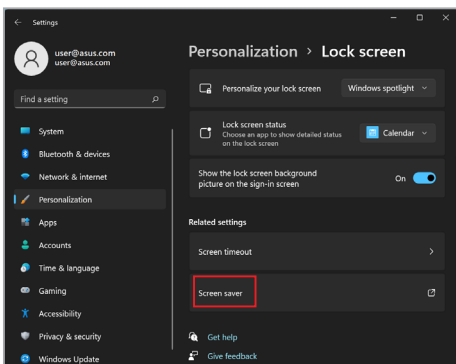 Settings
user@asus.com
user@asus.com
Find a setting
System
Bluetooth & devices
Network & internet
Personalization
Apps
Accounts
Time & language
Gaming
Accessibility
Privacy & security
Windows Update
Personalization > Lock screen
Personalize your lock screen
Windows spotlight
Lock screen status
Choose an app to show detailed status
on the lock screen
Calendar
Show the lock screen background
picture on the sign-in screen
On
Related settings
Screen timeout
Screen saver
Get help
Give feedback